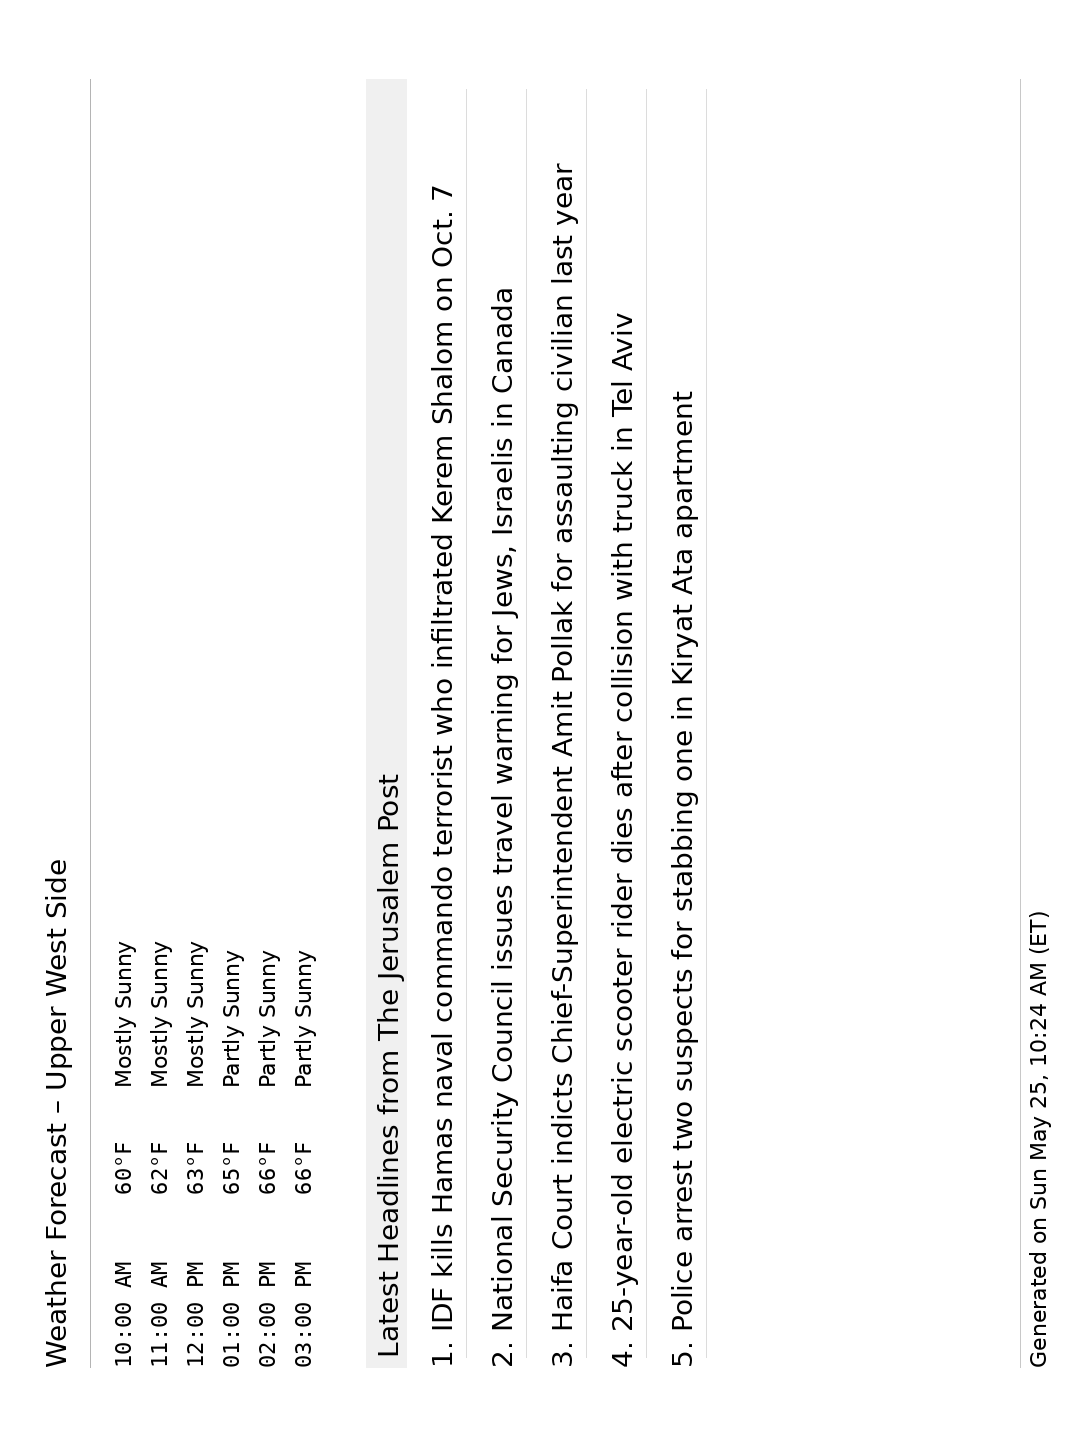 Weather Forecast – Upper West Side
10:00 AM 60°F Mostly Sunny
11:00 AM 62°F Mostly Sunny
12:00 PM 63°F Mostly Sunny
01:00 PM 65°F Partly Sunny
02:00 PM 66°F Partly Sunny
03:00 PM 66°F Partly Sunny
Latest Headlines from The Jerusalem Post
1. IDF kills Hamas naval commando terrorist who infiltrated Kerem Shalom on Oct. 7
2. National Security Council issues travel warning for Jews, Israelis in Canada
3. Haifa Court indicts Chief-Superintendent Amit Pollak for assaulting civilian last year
4. 25-year-old electric scooter rider dies after collision with truck in Tel Aviv
5. Police arrest two suspects for stabbing one in Kiryat Ata apartment
Generated on Sun May 25, 10:24 AM (ET)